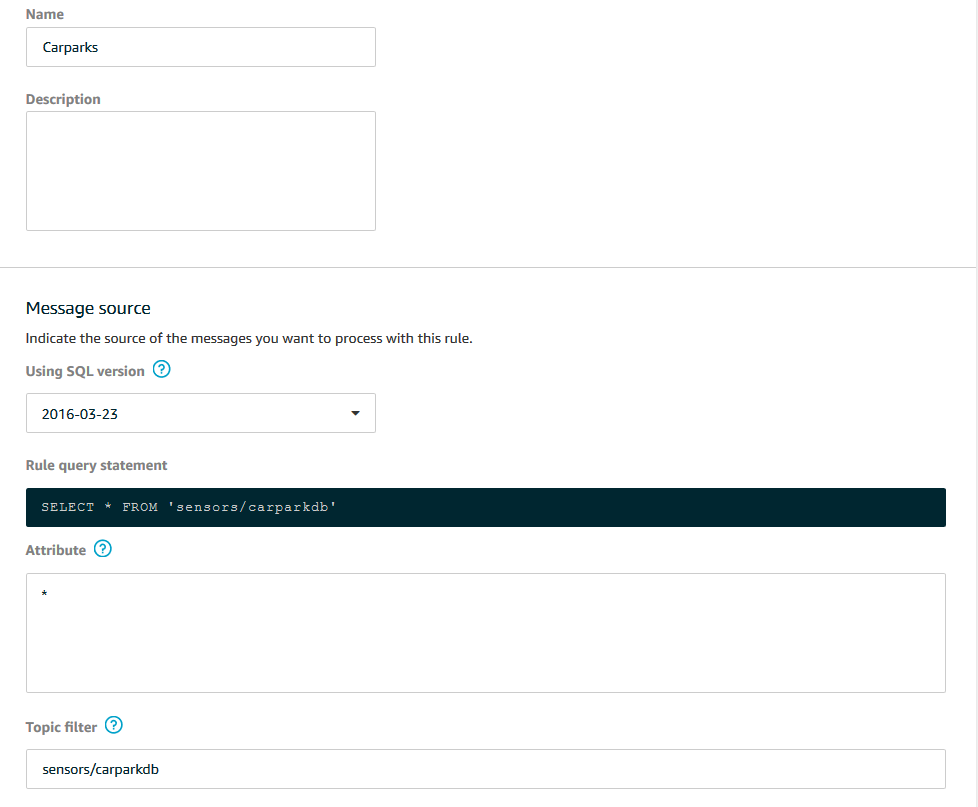 Name
Carparks
Description
Message source
Indicate the source of the messages you want to process with this rule.
Using SQL version ?
2016-03-23
Rule query statement
SELECT * FROM 'sensors/carparkdb'
Attribute ?
*
Topic filter ?
sensors/carparkdb